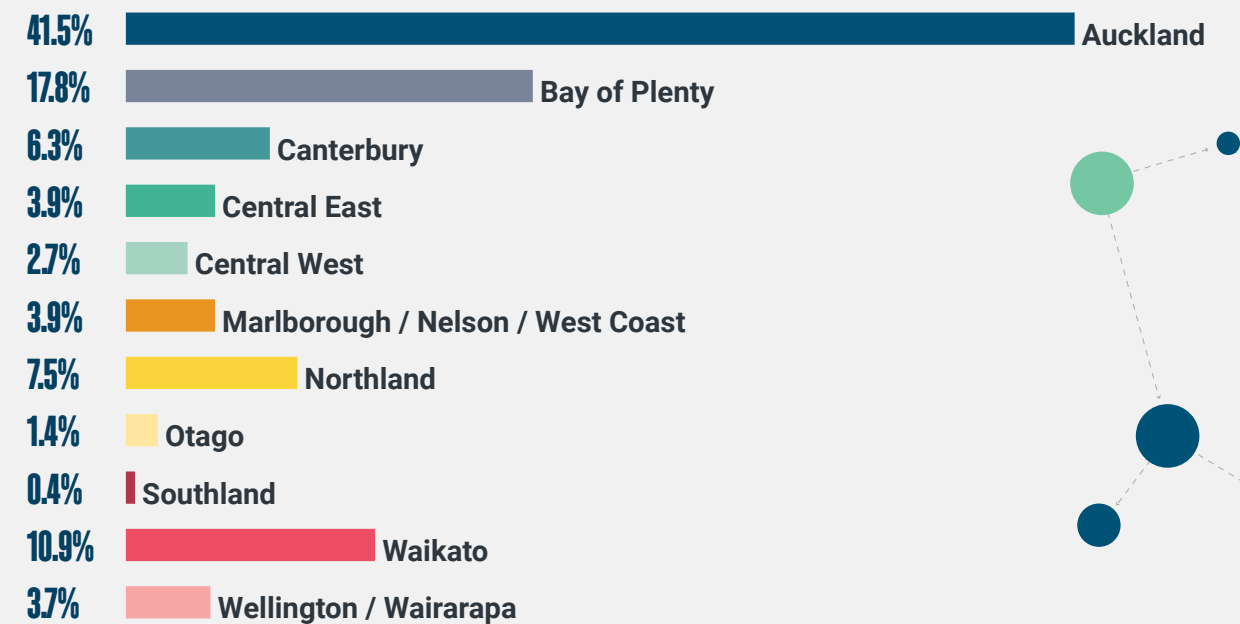 41.5% Auckland
17.8% Bay of Plenty
6.3% Canterbury
3.9% Central East
2.7% Central West
3.9% Marlborough / Nelson / West Coast
7.5% Northland
1.4% Otago
0.4% Southland
10.9% Waikato
3.7% Wellington / Wairarapa